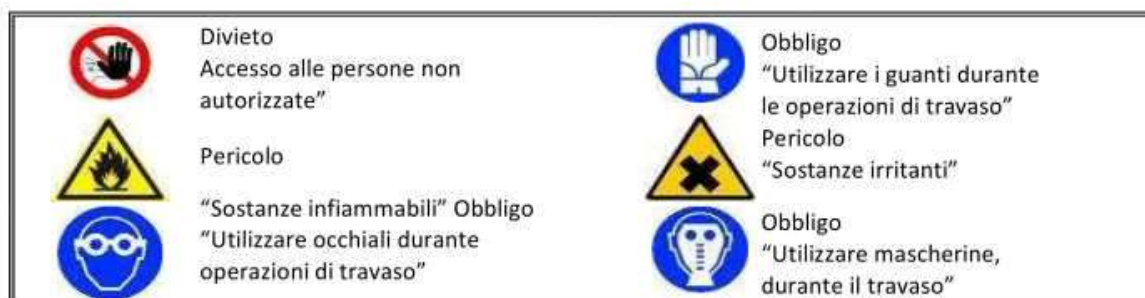 Divieto
Accesso alle persone non
autorizzate”
Pericolo
“Sostanze infiammabili” Obbligo
“Utilizzare occhiali durante
operazioni di travaso”
Obbligo
“Utilizzare i guanti durante
le operazioni di travaso”
Pericolo
“Sostanze irritanti”
Obbligo
“Utilizzare mascherine,
durante il travaso”